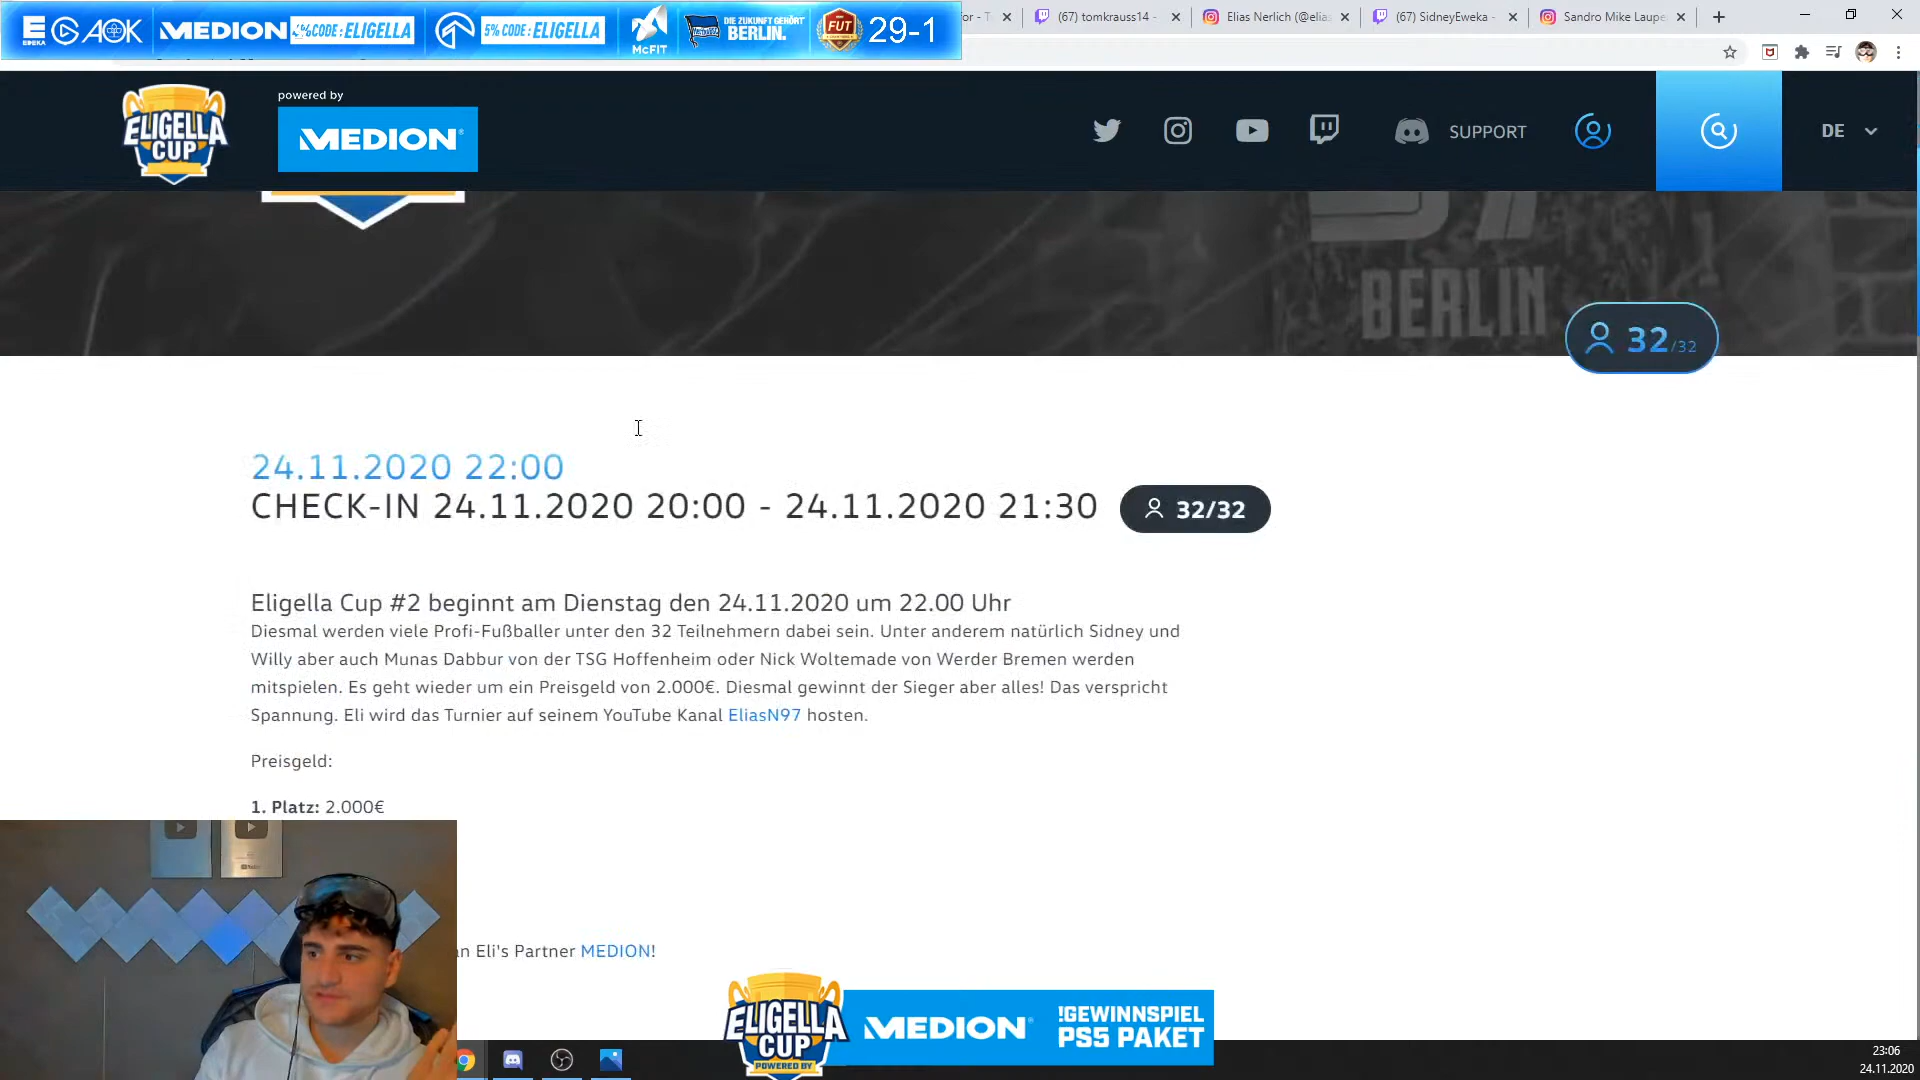 EDEKA AOK MEDION CODE: ELIGELLA 5% CODE: ELIGELLA McFIT DIE ZUKUNFT GEHÖRT BERLIN. FUT 29-1
for - T (67) tomkrauss14 - Elias Nerlich (@elias (67) SidneyEweka - Sandro Mike Laupe
ELIGELLA CUP
powered by
MEDION
SUPPORT
DE
BERLIN
32/32
24.11.2020 22:00
CHECK-IN 24.11.2020 20:00 - 24.11.2020 21:30 32/32
Eligella Cup #2 beginnt am Dienstag den 24.11.2020 um 22.00 Uhr
Diesmal werden viele Profi-Fußballer unter den 32 Teilnehmern dabei sein. Unter anderem natürlich Sidney und
Willy aber auch Munas Dabbur von der TSG Hoffenheim oder Nick Woltemade von Werder Bremen werden
mitspielen. Es geht wieder um ein Preisgeld von 2.000€. Diesmal gewinnt der Sieger aber alles! Das verspricht
Spannung. Eli wird das Turnier auf seinem YouTube Kanal EliasN97 hosten.
Preisgeld:
1. Platz: 2.000€
an Eli's Partner MEDION!
ELIGELLA CUP POWERED BY
MEDION
!GEWINNSPIEL
PS5 PAKET
23:06
24.11.2020